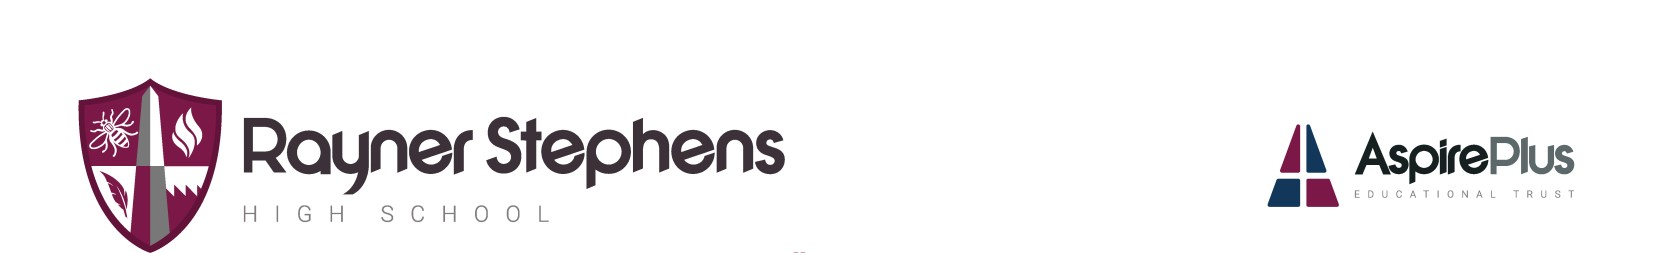 Rayner Stephens
HIGH SCHOOL
AspirePlus
EDUCATIONAL TRUST